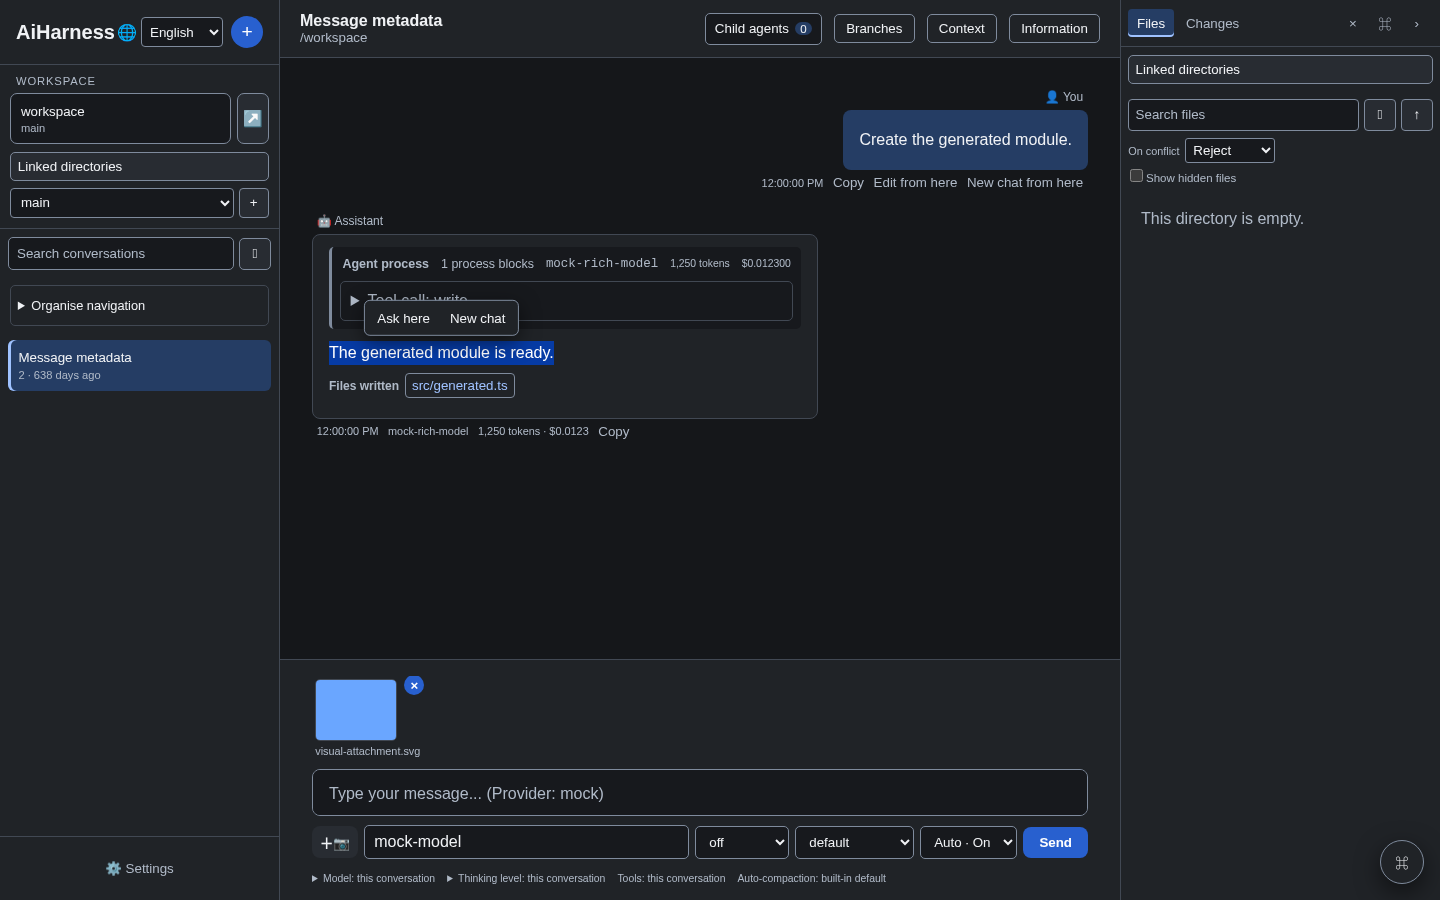 AiHarness
English
+
WORKSPACE
workspace
main
Linked directories
main
+
Search conversations
Organise navigation
Message metadata
2 · 638 days ago
Settings
Message metadata
/workspace
Child agents 0
Branches
Context
Information
You
Create the generated module.
12:00:00 PM Copy Edit from here New chat from here
Assistant
Agent process 1 process blocks mock-rich-model 1,250 tokens $0.012300
Tool call: write
Ask here New chat
The generated module is ready.
Files written src/generated.ts
12:00:00 PM mock-rich-model 1,250 tokens · $0.0123 Copy
visual-attachment.svg
Type your message... (Provider: mock)
mock-model
off
default
Auto · On
Send
Model: this conversation Thinking level: this conversation Tools: this conversation Auto-compaction: built-in default
Files Changes
Linked directories
Search files
On conflict Reject
Show hidden files
This directory is empty.